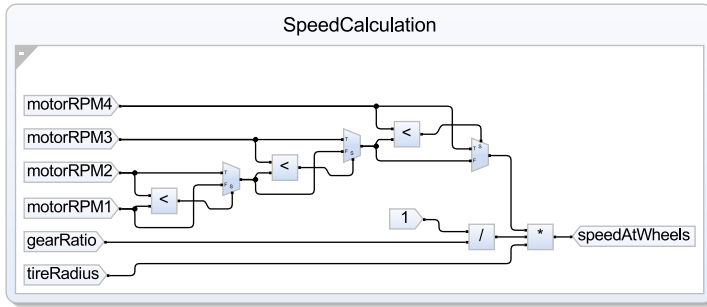 SpeedCalculation
-
motorRPM4
<
motorRPM3
T
T S
<
F S
F
motorRPM2
T
<
F S
motorRPM1
1
gearRatio
/
*
speedAtWheels
tireRadius